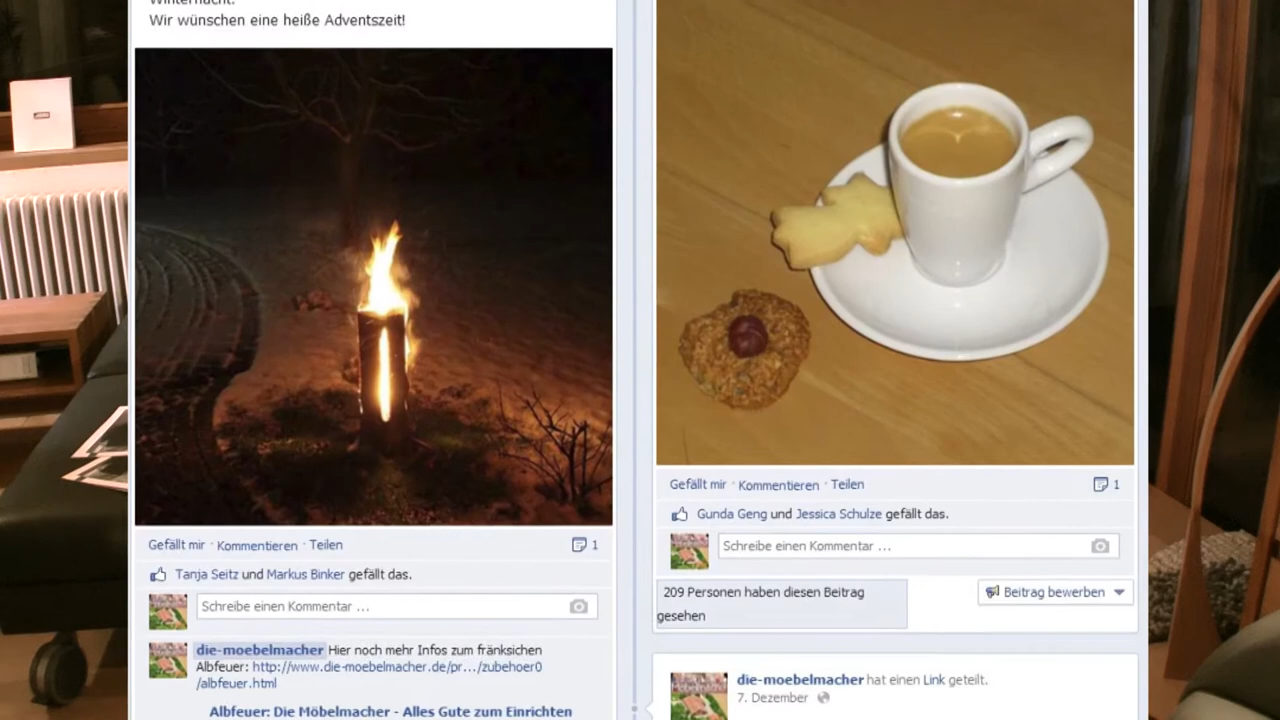 Winternacht.
Wir wünschen eine heiße Adventszeit!
Gefällt mir · Kommentieren · Teilen
1
Tanja Seitz und Markus Binker gefällt das.
Schreibe einen Kommentar ...
die-moebelmacher Hier noch mehr Infos zum fränksichen
Albfeuer: http://www.die-moebelmacher.de/pr.../zubehoer0
/albfeuer.html
Albfeuer: Die Möbelmacher - Alles Gute zum Einrichten
Gefällt mir · Kommentieren · Teilen
1
Gunda Geng und Jessica Schulze gefällt das.
Schreibe einen Kommentar ...
209 Personen haben diesen Beitrag
gesehen
Beitrag bewerben
die-moebelmacher hat einen Link geteilt.
7. Dezember